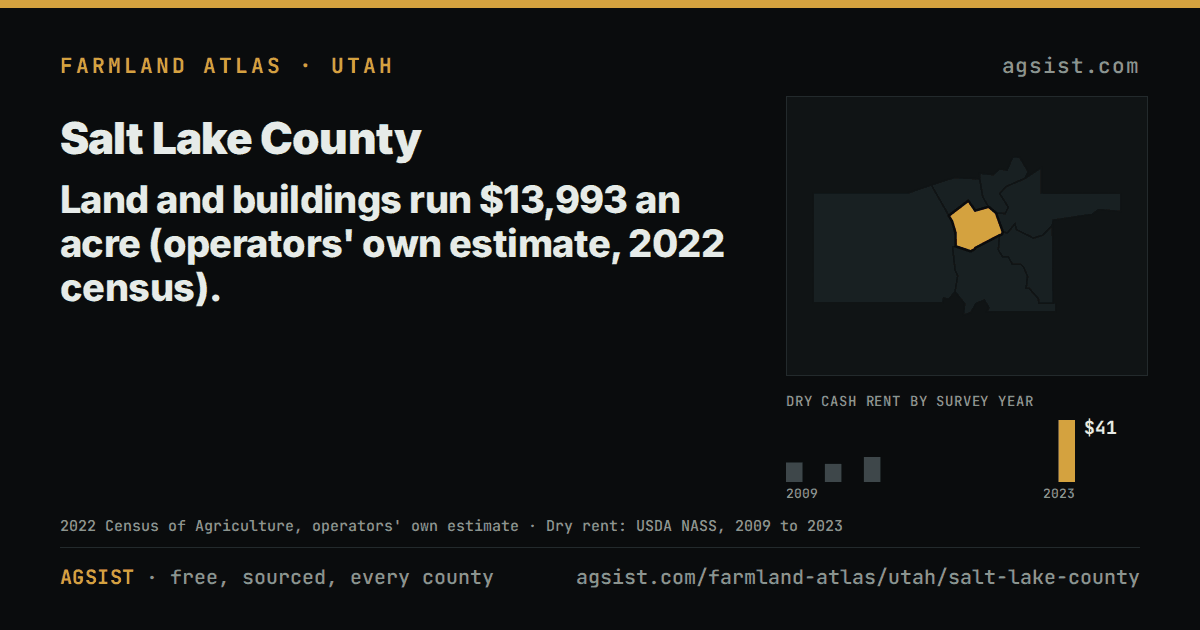 FARMLAND ATLAS · UTAH
agsist.com
Salt Lake County
Land and buildings run $13,993 an
acre (operators' own estimate, 2022
census).
DRY CASH RENT BY SURVEY YEAR
$41
2009
2023
2022 Census of Agriculture, operators' own estimate · Dry rent: USDA NASS, 2009 to 2023
AGSIST · free, sourced, every county
agsist.com/farmland-atlas/utah/salt-lake-county